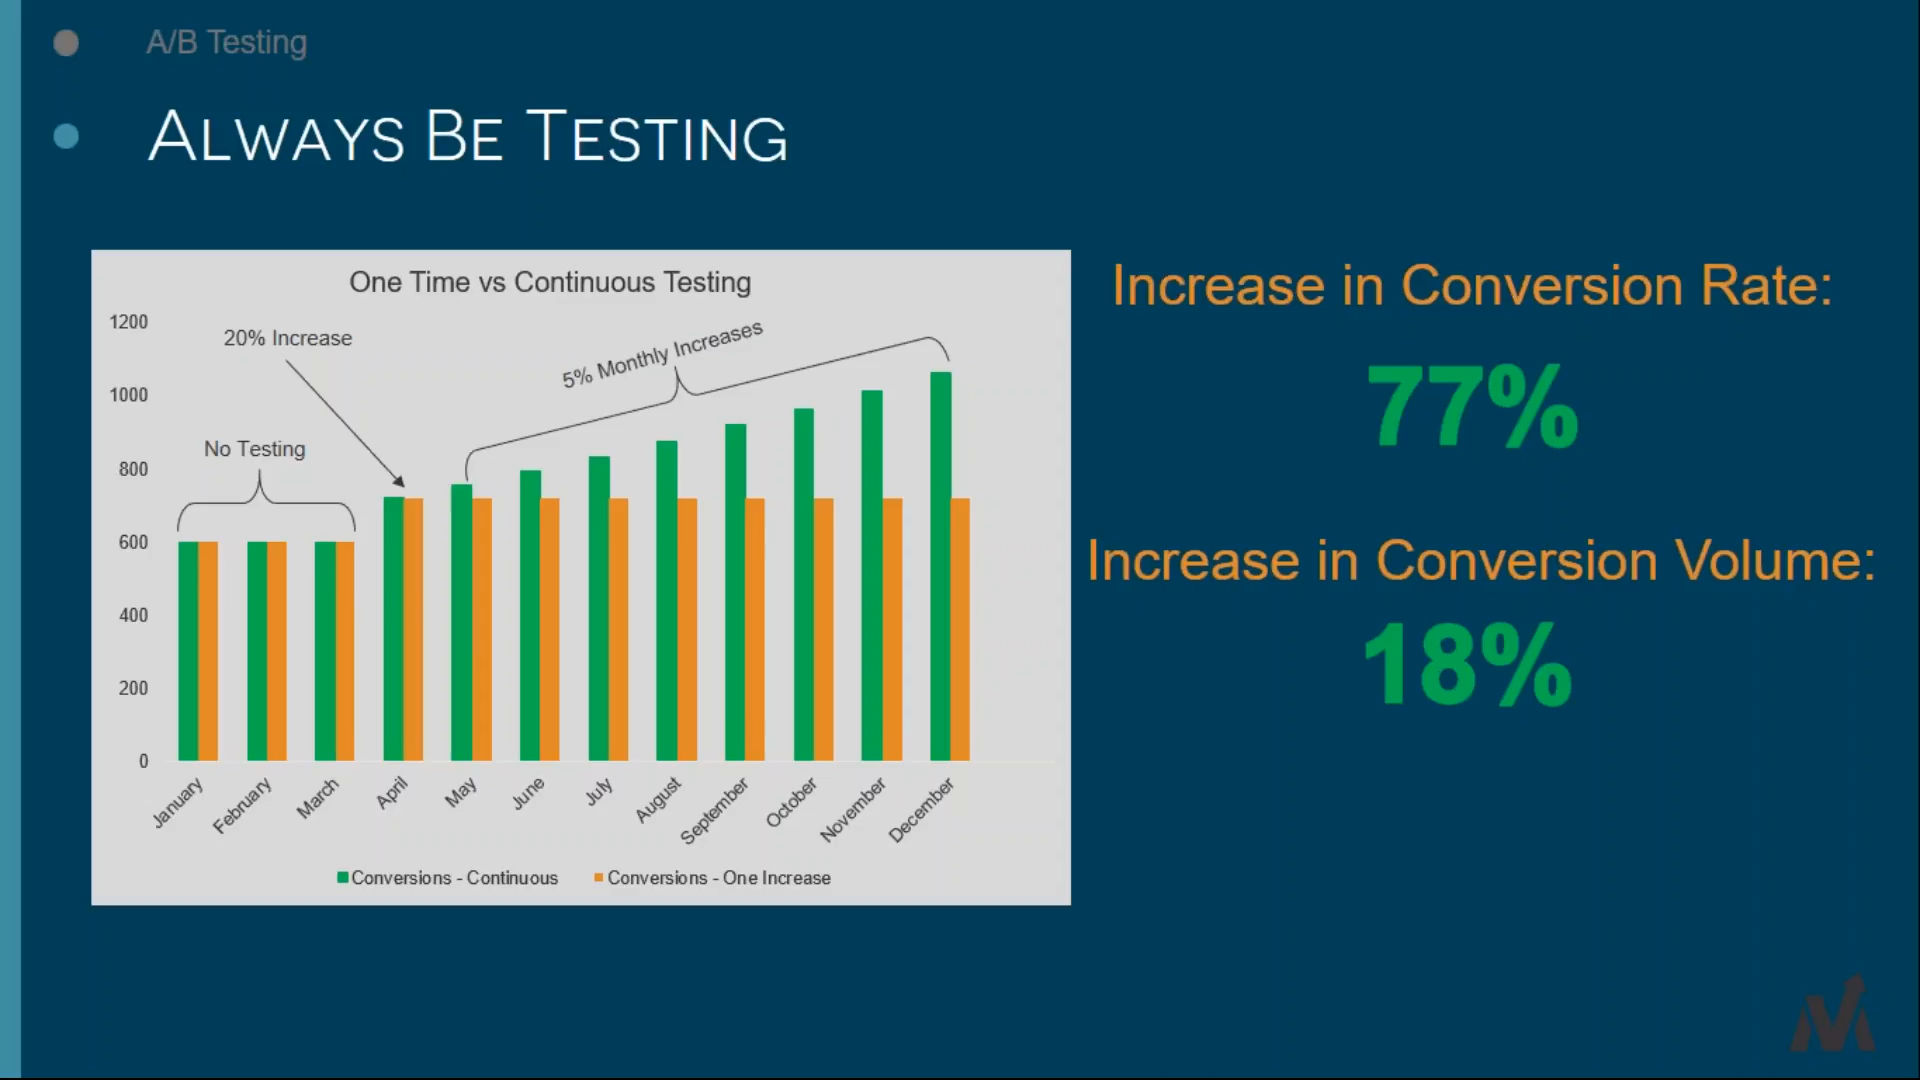 A/B Testing
ALWAYS BE TESTING
One Time vs Continuous Testing
1200
1000
800
600
400
200
0
20% Increase
5% Monthly Increases
No Testing
January
February
March
April
May
June
July
August
September
October
November
December
Conversions - Continuous
Conversions - One Increase
Increase in Conversion Rate:
77%
Increase in Conversion Volume:
18%